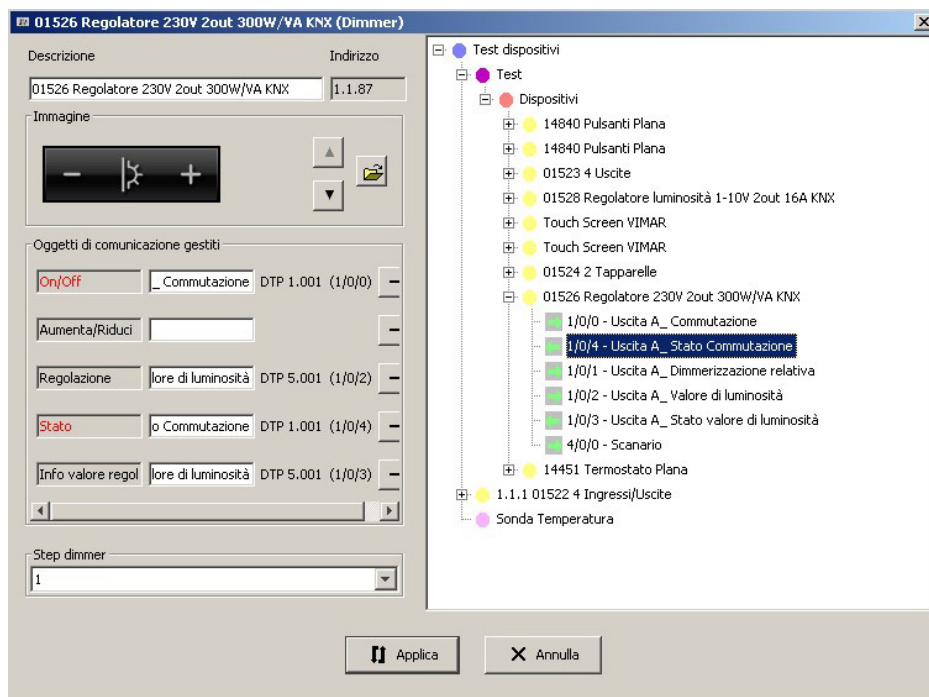 01526 Regolatore 230V 2out 300W/VA KNX (Dimmer)
Descrizione Indirizzo
01526 Regolatore 230V 2out 300W/VA KNX 1.1.87
Immagine
Oggetti di comunicazione gestiti
On/Off _ Commutazione DTP 1.001 (1/0/0)
Aumenta/Riduci
Regolazione lore di luminosità DTP 5.001 (1/0/2)
Stato o Commutazione DTP 1.001 (1/0/4)
Info valore regol lore di luminosità DTP 5.001 (1/0/3)
Step dimmer
1
Test dispositivi
Test
Dispositivi
14840 Pulsanti Plana
14840 Pulsanti Plana
01523 4 Uscite
01528 Regolatore luminosità 1-10V 2out 16A KNX
Touch Screen VIMAR
Touch Screen VIMAR
01524 2 Tapparelle
01526 Regolatore 230V 2out 300W/VA KNX
1/0/0 - Uscita A_ Commutazione
1/0/4 - Uscita A_ Stato Commutazione
1/0/1 - Uscita A_ Dimmerizzazione relativa
1/0/2 - Uscita A_ Valore di luminosità
1/0/3 - Uscita A_ Stato valore di luminosità
4/0/0 - Scanario
14451 Termostato Plana
1.1.1 01522 4 Ingressi/Uscite
Sonda Temperatura
Applica Annulla